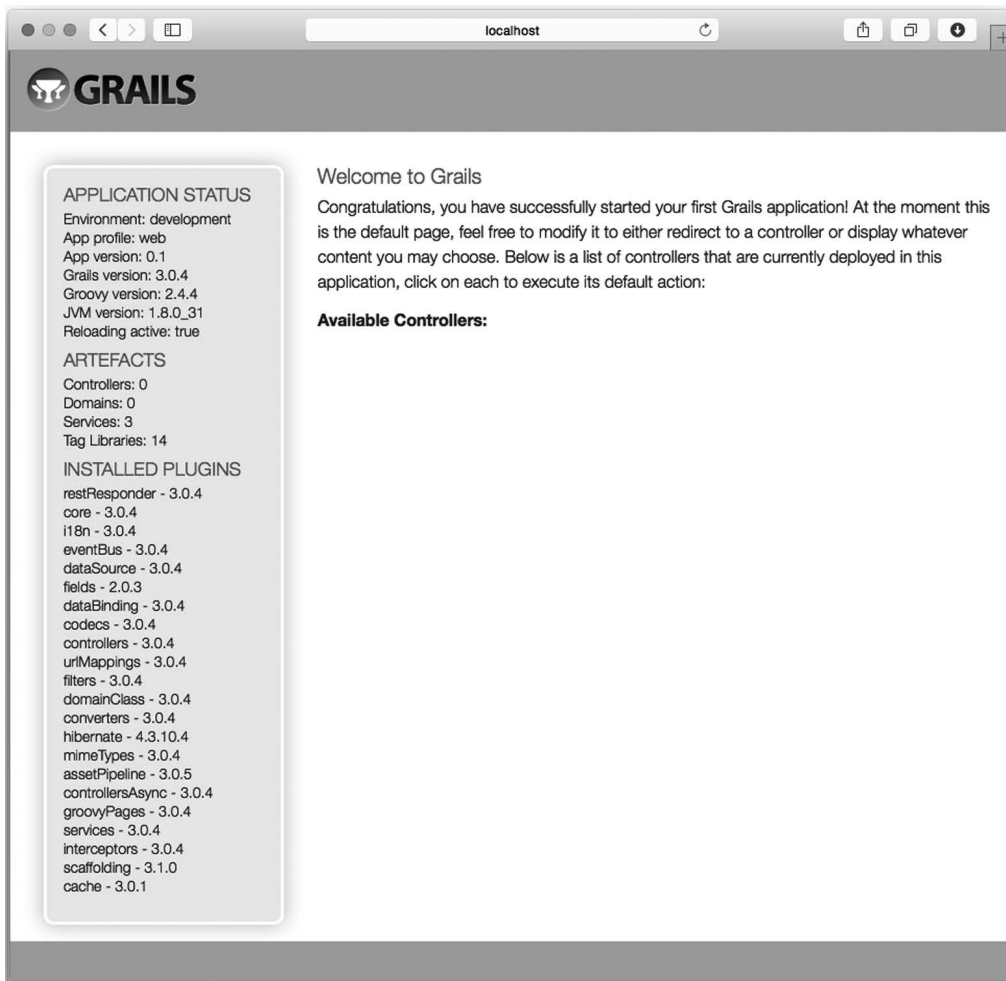 localhost
GRAILS
APPLICATION STATUS
Environment: development
App profile: web
App version: 0.1
Grails version: 3.0.4
Groovy version: 2.4.4
JVM version: 1.8.0_31
Reloading active: true
ARTEFACTS
Controllers: 0
Domains: 0
Services: 3
Tag Libraries: 14
INSTALLED PLUGINS
restResponder - 3.0.4
core - 3.0.4
i18n - 3.0.4
eventBus - 3.0.4
dataSource - 3.0.4
fields - 2.0.3
dataBinding - 3.0.4
codecs - 3.0.4
controllers - 3.0.4
urlMappings - 3.0.4
filters - 3.0.4
domainClass - 3.0.4
converters - 3.0.4
hibernate - 4.3.10.4
mimeTypes - 3.0.4
assetPipeline - 3.0.5
controllersAsync - 3.0.4
groovyPages - 3.0.4
services - 3.0.4
interceptors - 3.0.4
scaffolding - 3.1.0
cache - 3.0.1
Welcome to Grails
Congratulations, you have successfully started your first Grails application! At the moment this
is the default page, feel free to modify it to either redirect to a controller or display whatever
content you may choose. Below is a list of controllers that are currently deployed in this
application, click on each to execute its default action:
Available Controllers: